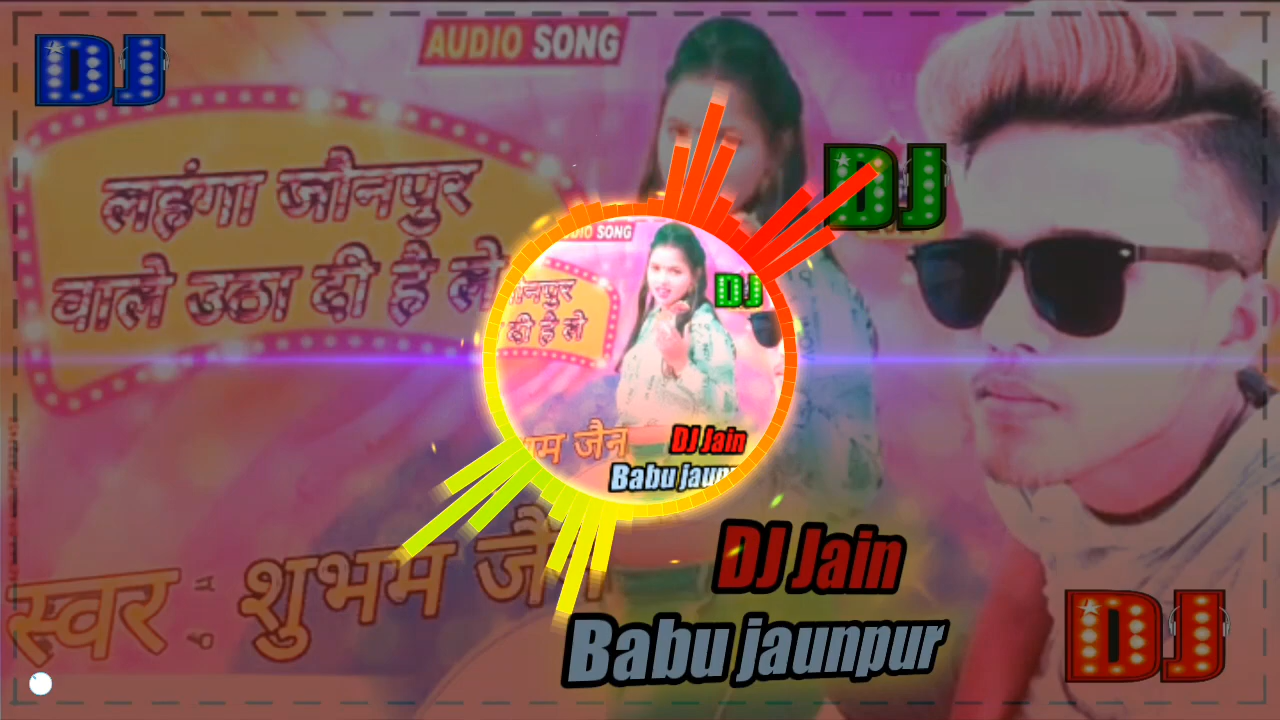 DJ
AUDIO SONG
लहंगा जौनपुर
वाले उठा दी है ले
DJ
AUDIO SONG
जौनपुर
दी है ले
DJ
जैन
DJ Jain
Babu
स्वर : शुभम जैन
DJ Jain
Babu jaunpur
DJ